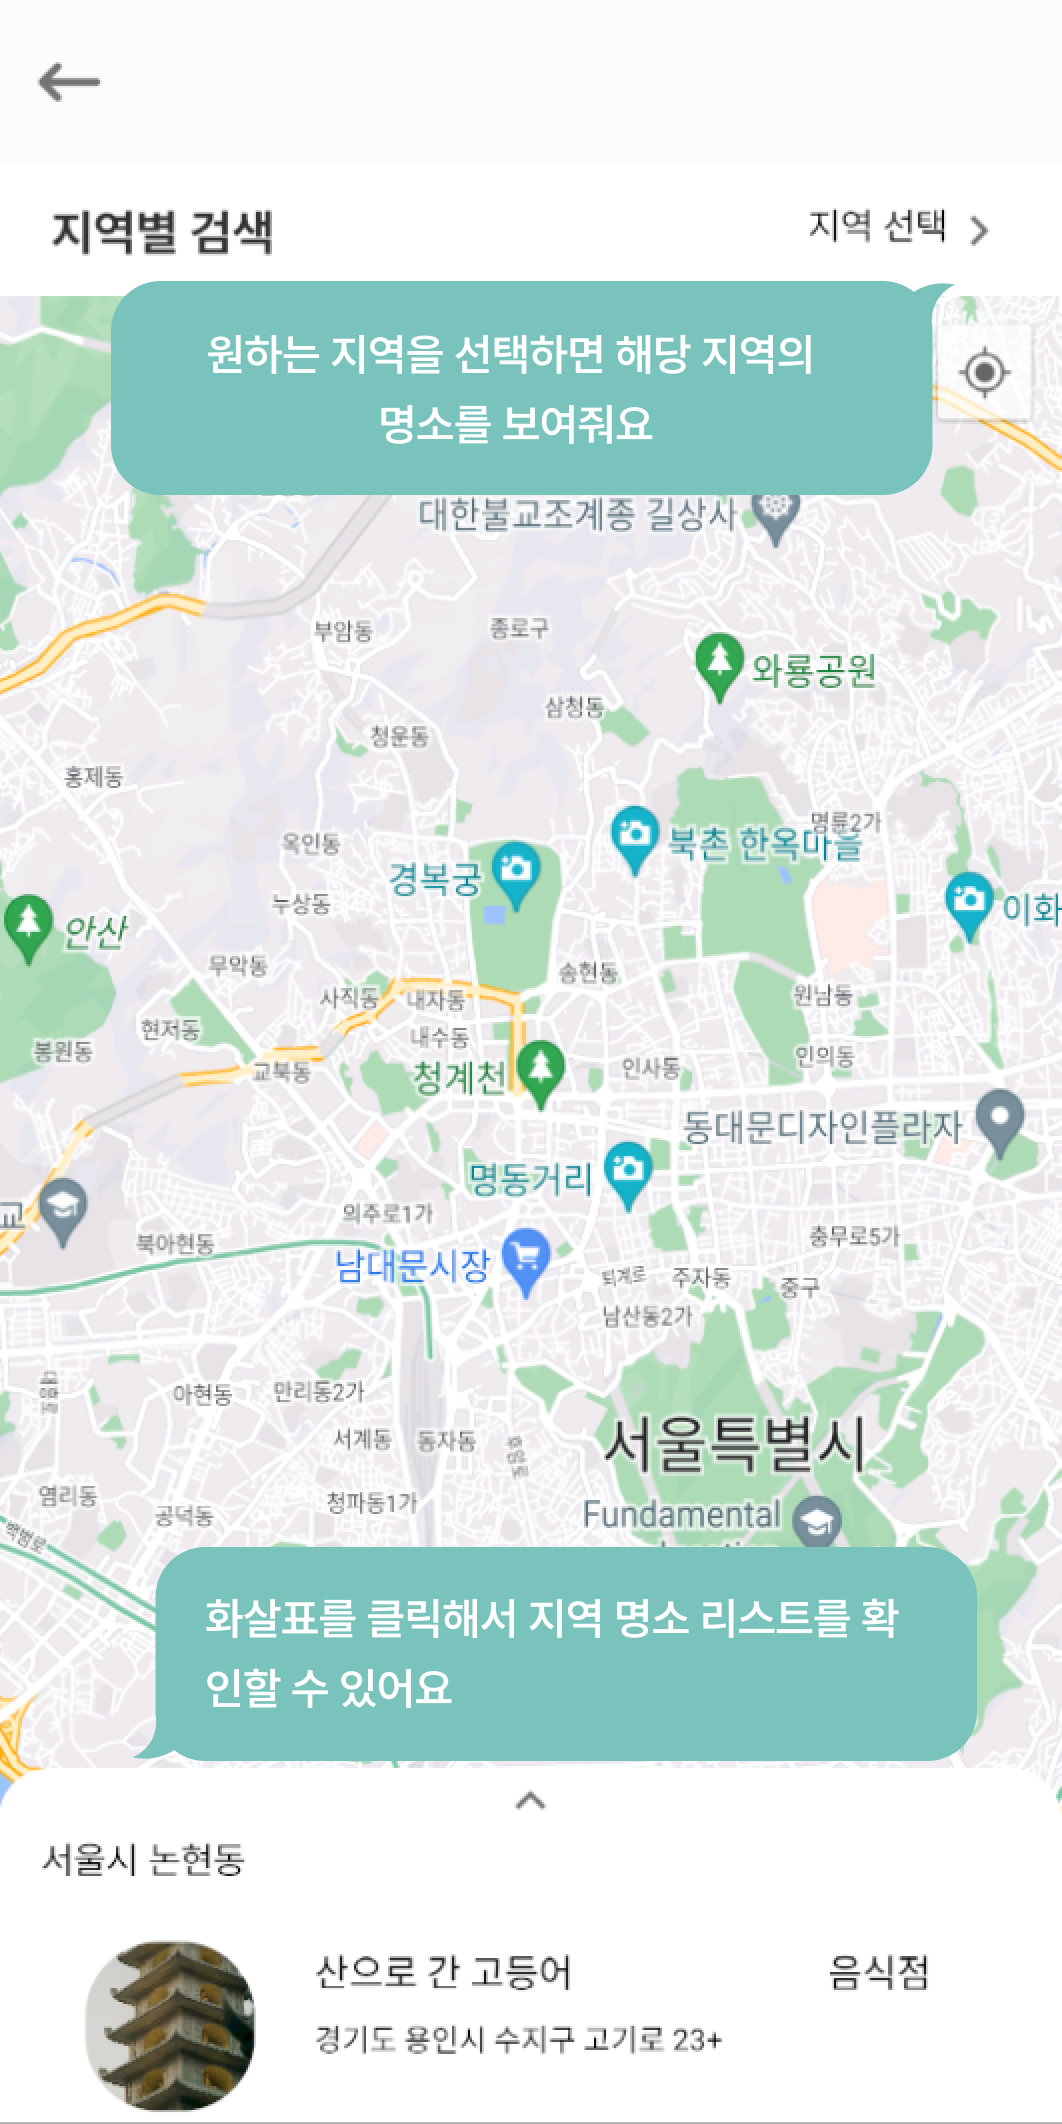 지역별 검색
지역 선택
원하는 지역을 선택하면 해당 지역의
명소를 보여줘요
대한불교조계종 길상사
부암동
종로구
와룡공원
삼청동
청운동
홍제동
명륜2가
옥인동
북촌 한옥마을
경복궁
누상동
이화
안산
무악동
송현동
사직동
내자동
원남동
현저동
내수동
봉원동
인의동
교북동
청계천
인사동
동대문디자인플라자
명동거리
의주로1가
교
북아현동
충무로5가
남대문시장
퇴계로
주자동
중구
남산동2가
대흥로
아현동
만리동2가
서계동
동자동
서울특별시
염리동
청파동1가
공덕동
Fundamental
백범로
화살표를 클릭해서 지역 명소 리스트를 확
인할 수 있어요
서울시 논현동
산으로 간 고등어
음식점
경기도 용인시 수지구 고기로 23+